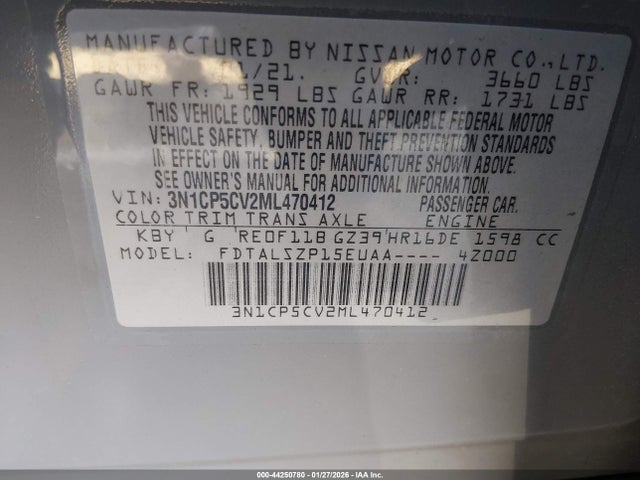 MANUFACTURED BY NISSAN MOTOR CO., LTD.
/21. GVWR: 3660 LBS
GAWR FR: 1929 LBS GAWR RR: 1731 LBS
THIS VEHICLE CONFORMS TO ALL APPLICABLE FEDERAL MOTOR
VEHICLE SAFETY, BUMPER AND THEFT PREVENTION STANDARDS
IN EFFECT ON THE DATE OF MANUFACTURE SHOWN ABOVE.
SEE OWNER'S MANUAL FOR ADDITIONAL INFORMATION.
VIN: 3N1CP5CV2ML470412 PASSENGER CAR.
COLOR TRIM TRANS AXLE ENGINE
KBY G RE0F11B GZ39 HR16DE 1598 CC
MODEL: FDTALSZP15EUAA---- 4Z000
3N1CP5CV2ML470412
000-44250780 | 01/27/2026 - IAA Inc.